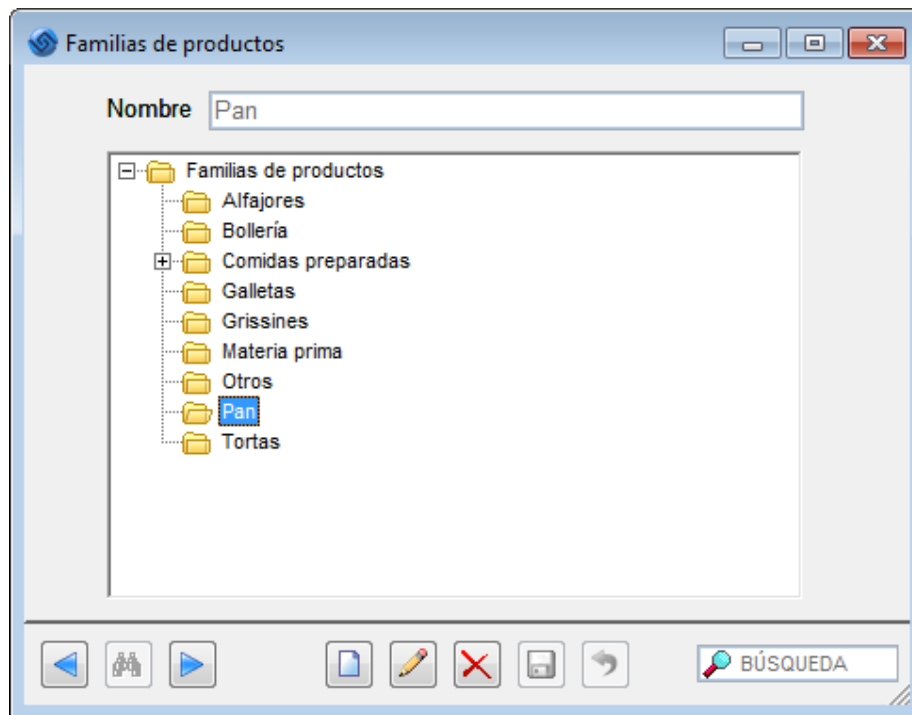 Familias de productos
Nombre Pan
Familias de productos
Alfajores
Bollería
Comidas preparadas
Galletas
Grissines
Materia prima
Otros
Pan
Tortas
BÚSQUEDA